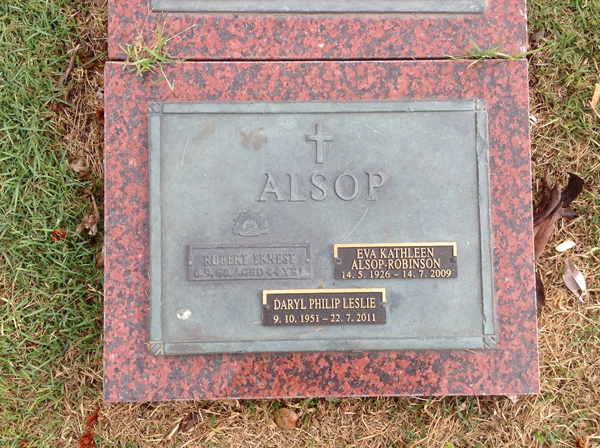 ALSOP
ROBERT ERNEST
6.9.66. AGED 44 YRS.
EVA KATHLEEN
ALSOP-ROBINSON
14. 5. 1926 – 14. 7. 2009
DARYL PHILIP LESLIE
9. 10. 1951 – 22. 7. 2011